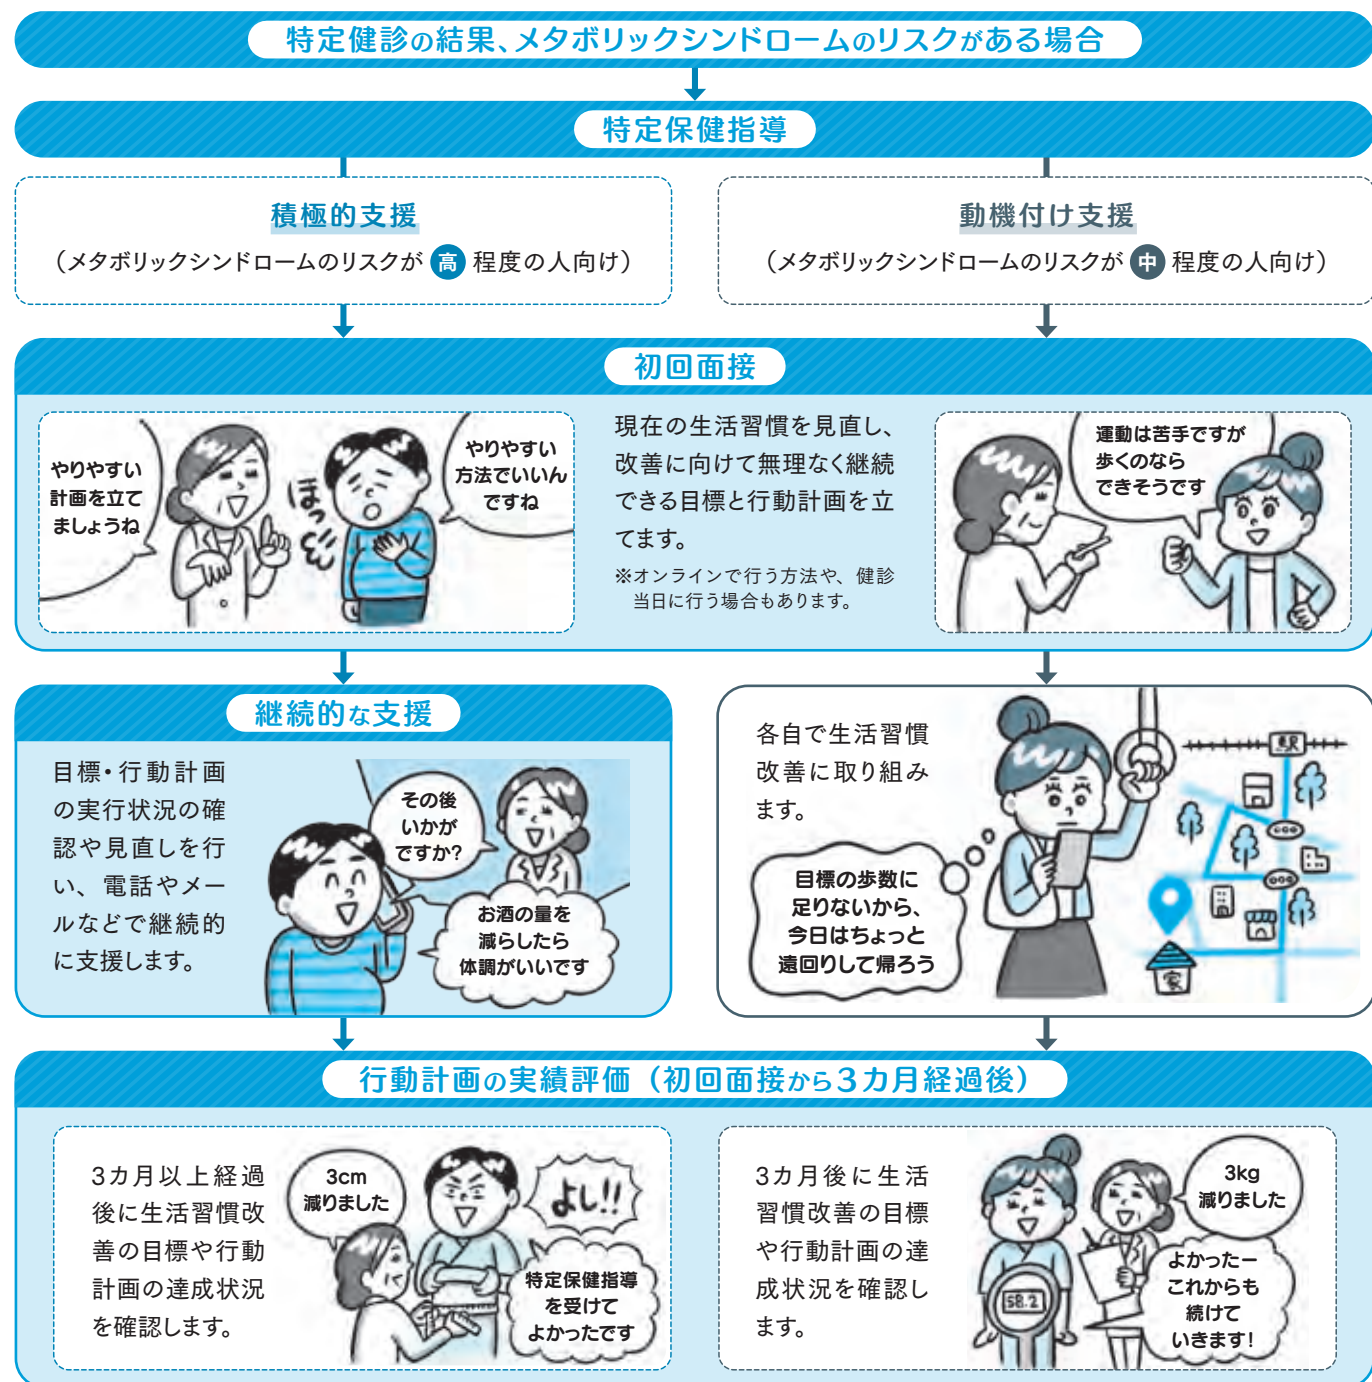 特定健診の結果、メタボリックシンドロームのリスクがある場合
特定保健指導
積極的支援
（メタボリックシンドロームのリスクが 高 程度の人向け）
動機付け支援
（メタボリックシンドロームのリスクが 中 程度の人向け）
初回面接
やりやすい
計画を立て
ましょうね
ほっ
やりやすい
方法でいいん
ですね
現在の生活習慣を見直し、
改善に向けて無理なく継続
できる目標と行動計画を立
てます。
※オンラインで行う方法や、健診
当日に行う場合もあります。
運動は苦手ですが
歩くのなら
できそうです
継続的な支援
目標・行動計画
の実行状況の確
認や見直しを行
い、電話やメー
ルなどで継続的
に支援します。
その後
いかが
ですか?
お酒の量を
減らしたら
体調がいいです
各自で生活習慣
改善に取り組み
ます。
目標の歩数に
足りないから、
今日はちょっと
遠回りして帰ろう
駅
家
行動計画の実績評価（初回面接から3カ月経過後）
3カ月以上経過
後に生活習慣改
善の目標や行動
計画の達成状況
を確認します。
3cm
減りました
よし!!
特定保健指導
を受けて
よかったです
3カ月後に生活
習慣改善の目標
や行動計画の達
成状況を確認し
ます。
58.2
3kg
減りました
よかったー
これからも
続けて
いきます!